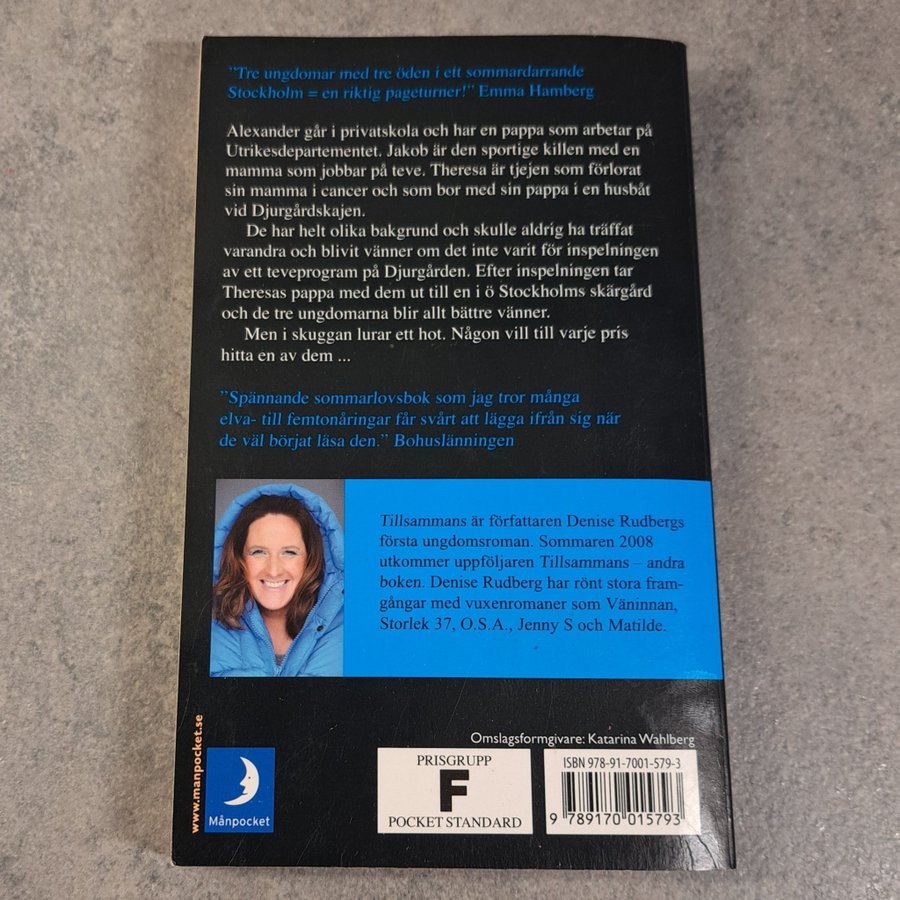 ”Tre ungdomar med tre öden i ett sommardarrande
Stockholm = en riktig pageturner!” Emma Hamberg
Alexander går i privatskola och har en pappa som arbetar på
Utrikesdepartementet. Jakob är den sportige killen med en
mamma som jobbar på teve. Theresa är tjejen som förlorat
sin mamma i cancer och som bor med sin pappa i en husbåt
vid Djurgårdskajen.
De har helt olika bakgrund och skulle aldrig ha träffat
varandra och blivit vänner om det inte varit för inspelningen
av ett teveprogram på Djurgården. Efter inspelningen tar
Theresas pappa med dem ut till en i ö Stockholms skärgård
och de tre ungdomarna blir allt bättre vänner.
Men i skuggan lurar ett hot. Någon vill till varje pris
hitta en av dem ...
”Spännande sommarlovsbok som jag tror många
elva- till femtonåringar får svårt att lägga ifrån sig när
de väl börjat läsa den.” Bohuslänningen
Tillsammans är författaren Denise Rudbergs
första ungdomsroman. Sommaren 2008
utkommer uppföljaren Tillsammans – andra
boken. Denise Rudberg har rönt stora fram-
gångar med vuxenromaner som Väninnan,
Storlek 37, O.S.A., Jenny S och Matilde.
www.manpocket.se
Månpocket
Omslagsformgivare: Katarina Wahlberg
PRISGRUPP
F
POCKET STANDARD
ISBN 978-91-7001-579-3
9 789170 015793